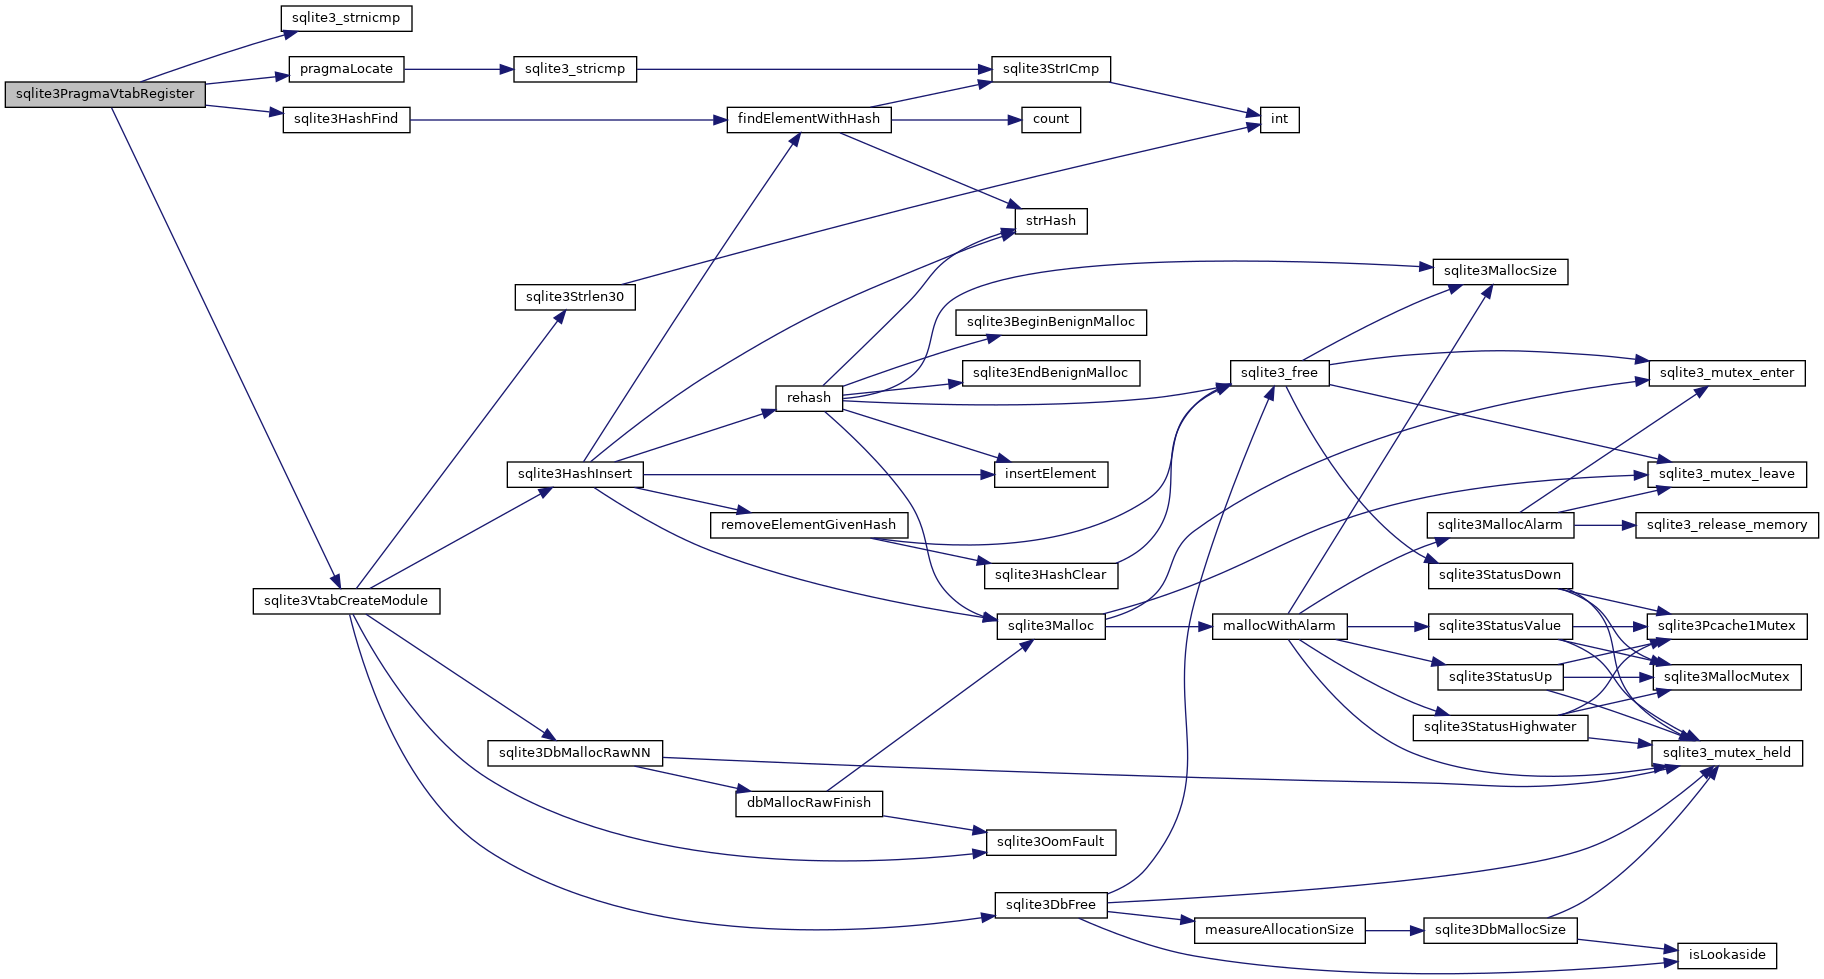 sqlite3_strnicmp
pragmaLocate
sqlite3_stricmp
sqlite3StrICmp
sqlite3PragmaVtabRegister
sqlite3HashFind
findElementWithHash
count
int
strHash
sqlite3MallocSize
sqlite3Strlen30
sqlite3BeginBenignMalloc
sqlite3EndBenignMalloc
sqlite3_free
sqlite3_mutex_enter
rehash
sqlite3HashInsert
insertElement
sqlite3_mutex_leave
removeElementGivenHash
sqlite3MallocAlarm
sqlite3_release_memory
sqlite3HashClear
sqlite3StatusDown
sqlite3VtabCreateModule
sqlite3Malloc
mallocWithAlarm
sqlite3StatusValue
sqlite3Pcache1Mutex
sqlite3StatusUp
sqlite3MallocMutex
sqlite3StatusHighwater
sqlite3DbMallocRawNN
sqlite3_mutex_held
dbMallocRawFinish
sqlite3OomFault
sqlite3DbFree
measureAllocationSize
sqlite3DbMallocSize
isLookaside